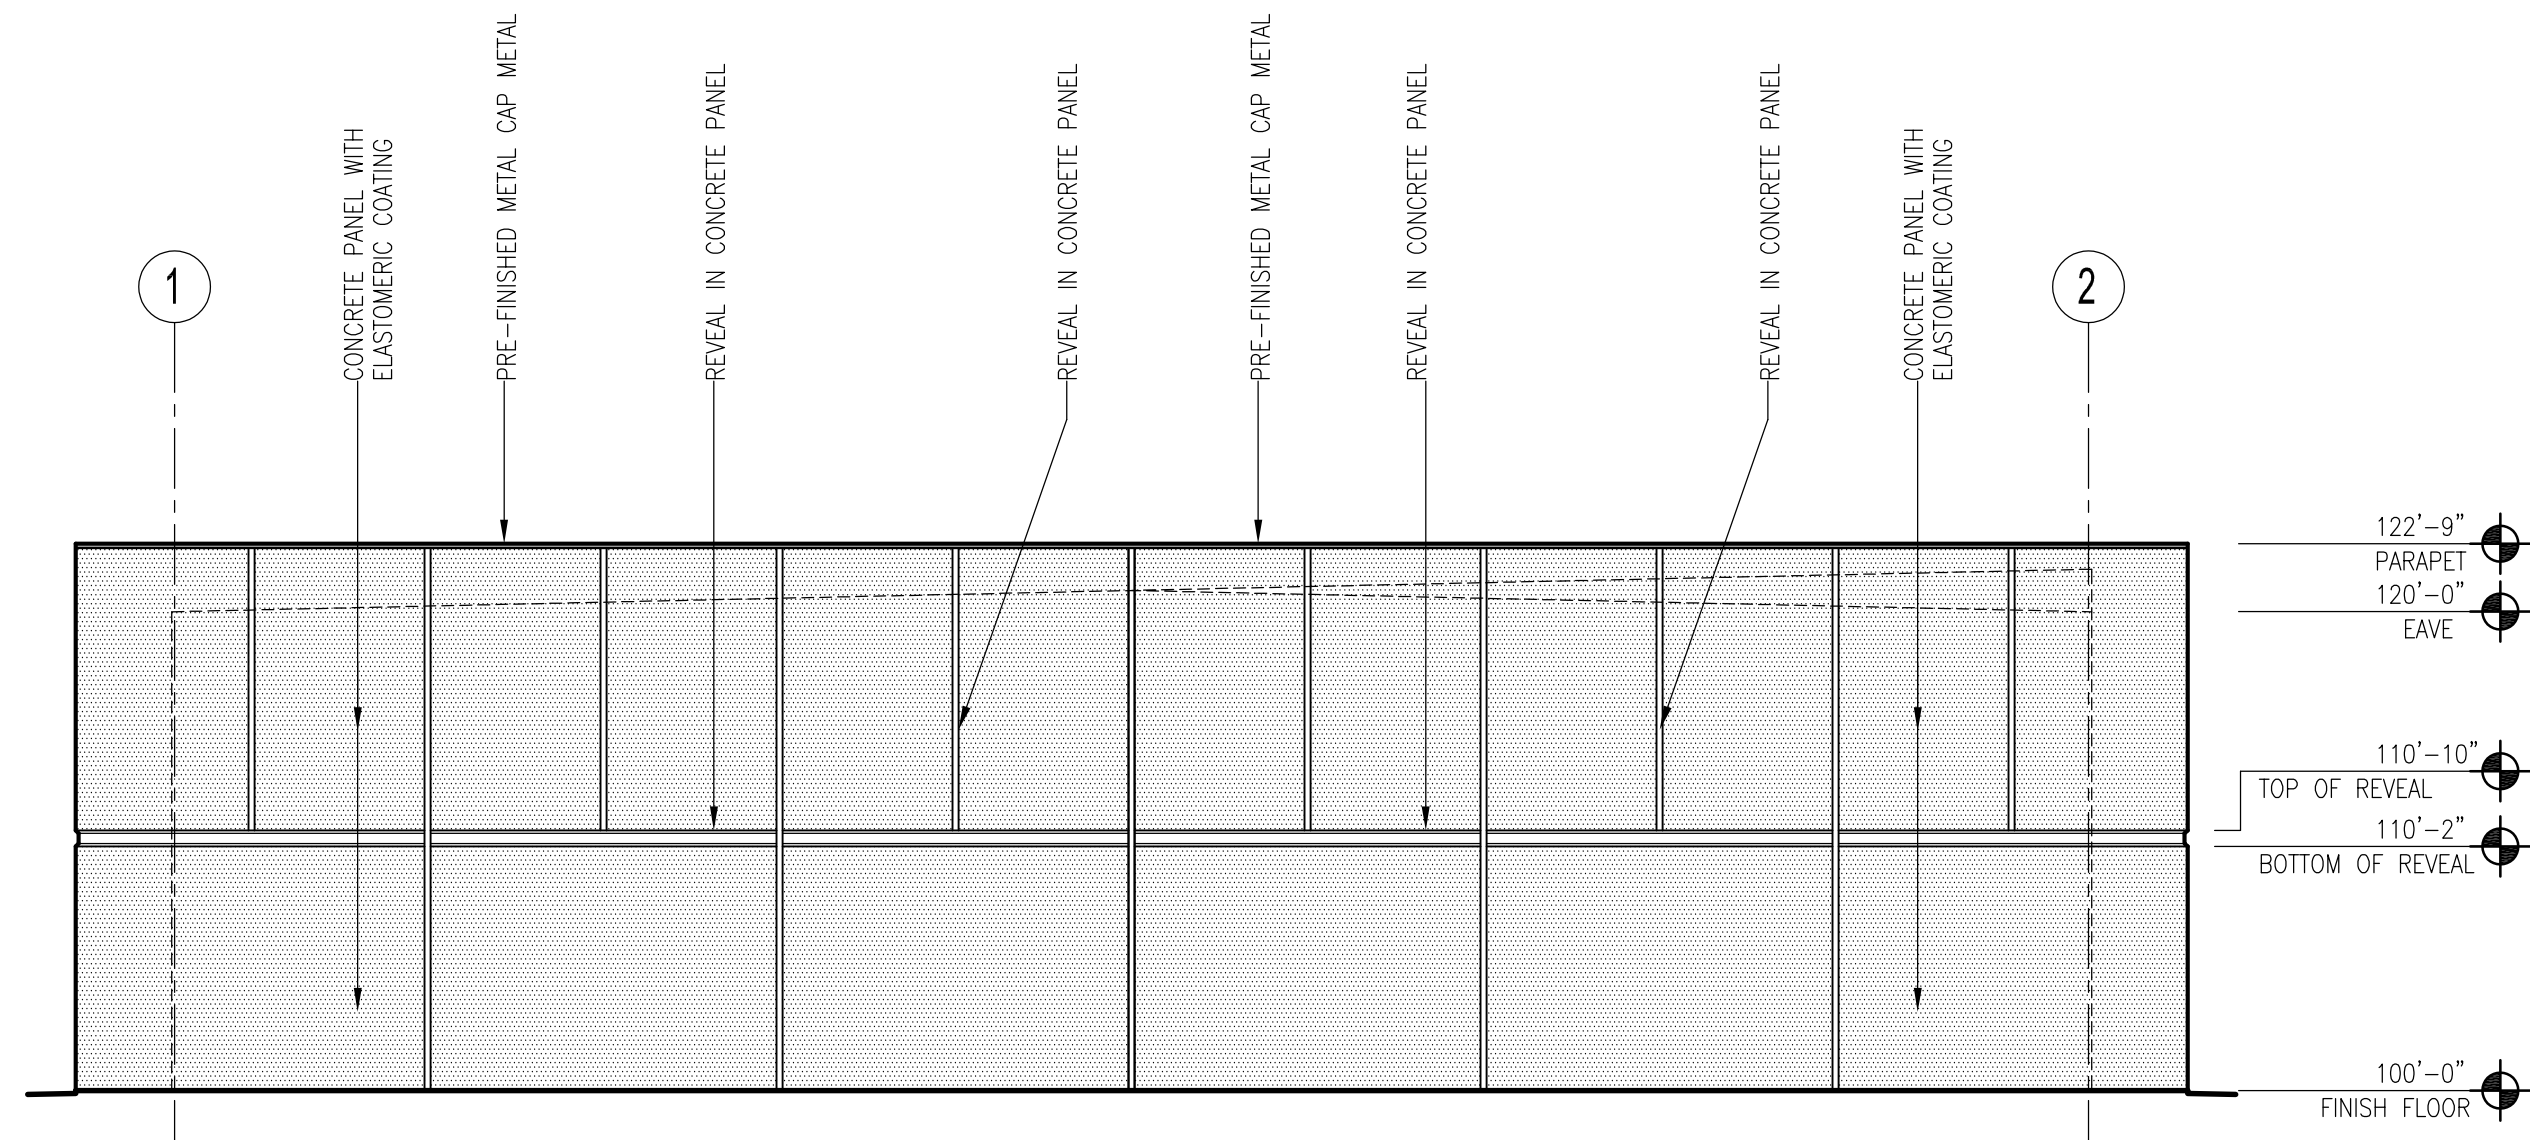 CONCRETE PANEL WITH
ELASTOMERIC COATING
PRE-FINISHED METAL CAP METAL
REVEAL IN CONCRETE PANEL
REVEAL IN CONCRETE PANEL
PRE-FINISHED METAL CAP METAL
REVEAL IN CONCRETE PANEL
REVEAL IN CONCRETE PANEL
CONCRETE PANEL WITH
ELASTOMERIC COATING
1
2
122'-9"
PARAPET
120'-0"
EAVE
110'-10"
TOP OF REVEAL
110'-2"
BOTTOM OF REVEAL
100'-0"
FINISH FLOOR